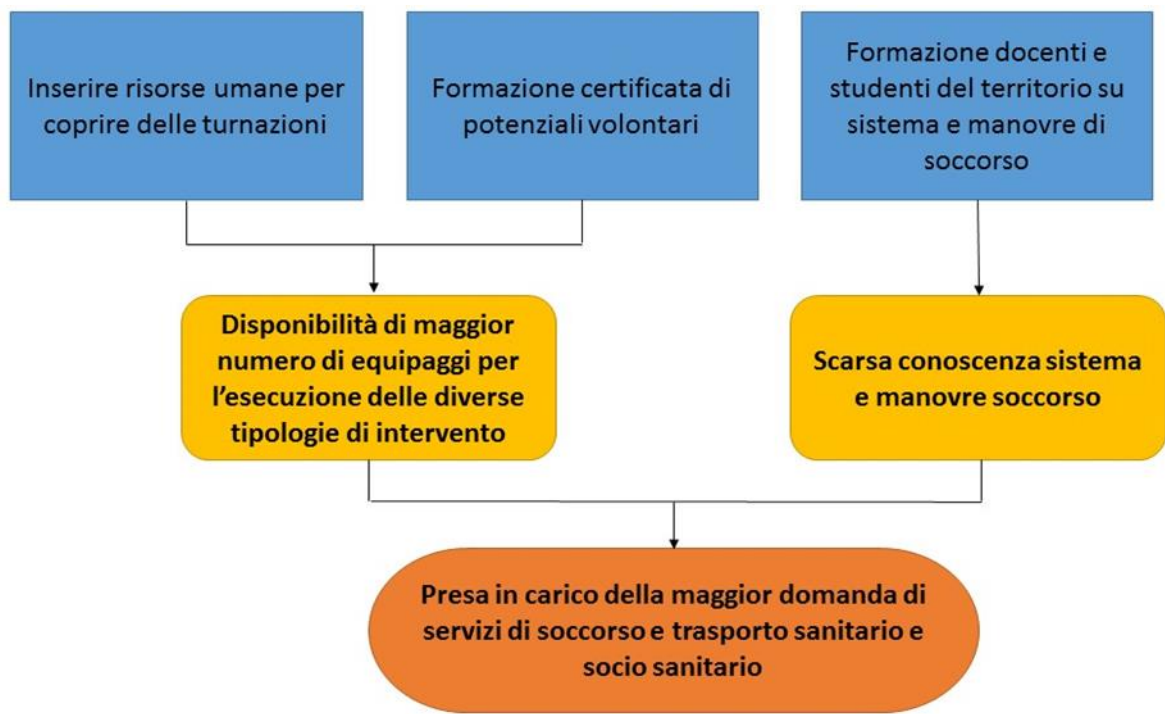 Inserire risorse umane per
coprire delle turnazioni
Formazione certificata di
potenziali volontari
Formazione docenti e
studenti del territorio su
sistema e manovre di
soccorso
Disponibilità di maggior
numero di equipaggi per
l'esecuzione delle diverse
tipologie di intervento
Scarsa conoscenza sistema
e manovre soccorso
Presa in carico della maggior domanda di
servizi di soccorso e trasporto sanitario e
socio sanitario